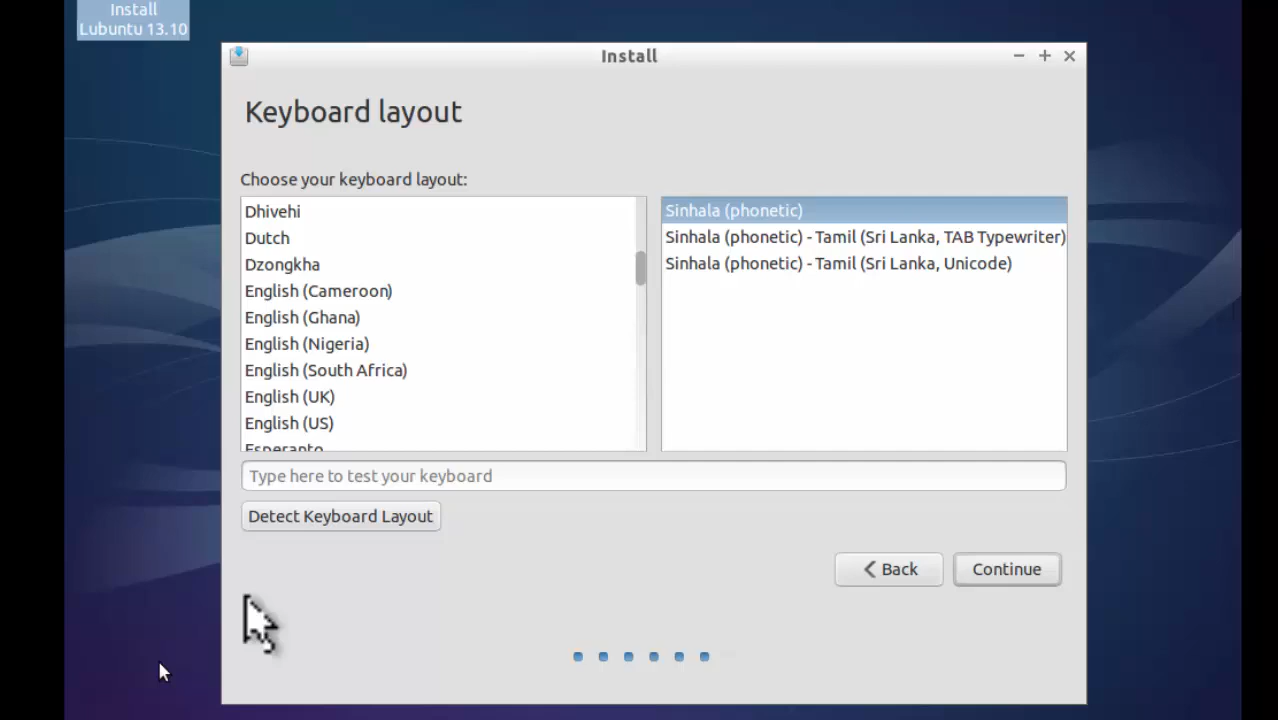 Install
Lubuntu 13.10
Install
Keyboard layout
Choose your keyboard layout:
Dhivehi
Dutch
Dzongkha
English (Cameroon)
English (Ghana)
English (Nigeria)
English (South Africa)
English (UK)
English (US)
Esperanto
Sinhala (phonetic)
Sinhala (phonetic) - Tamil (Sri Lanka, TAB Typewriter)
Sinhala (phonetic) - Tamil (Sri Lanka, Unicode)
Type here to test your keyboard
Detect Keyboard Layout
Back
Continue